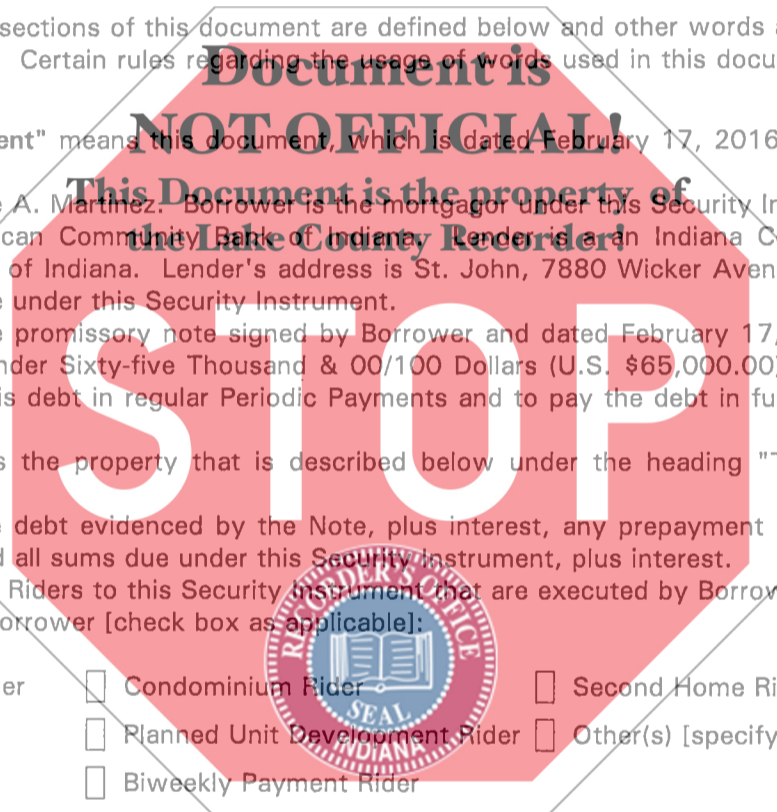 sections of this document are defined below and other words a
Certain rules regarding the usage of words used in this docu
Document is
NOT OFFICIAL!
This Document is the property of
the Lake County Recorder!
ent" means this document, which is dated February 17, 2016
A. Martinez. Borrower is the mortgagor under this Security In
can Community Bank of Indiana. Lender is a an Indiana C
of Indiana. Lender's address is St. John, 7880 Wicker Aven
under this Security Instrument.
promissory note signed by Borrower and dated February 17,
nder Sixty-five Thousand & 00/100 Dollars (U.S. $65,000.00)
is debt in regular Periodic Payments and to pay the debt in fu
STOP
s the property that is described below under the heading "T
debt evidenced by the Note, plus interest, any prepayment
d all sums due under this Security Instrument, plus interest.
Riders to this Security Instrument that are executed by Borrow
orrower [check box as applicable]:
RECORDER'S OFFICE
SEAL
INDIANA
er Condominium Rider Second Home Ri
Planned Unit Development Rider Other(s) [specify
Biweekly Payment Rider